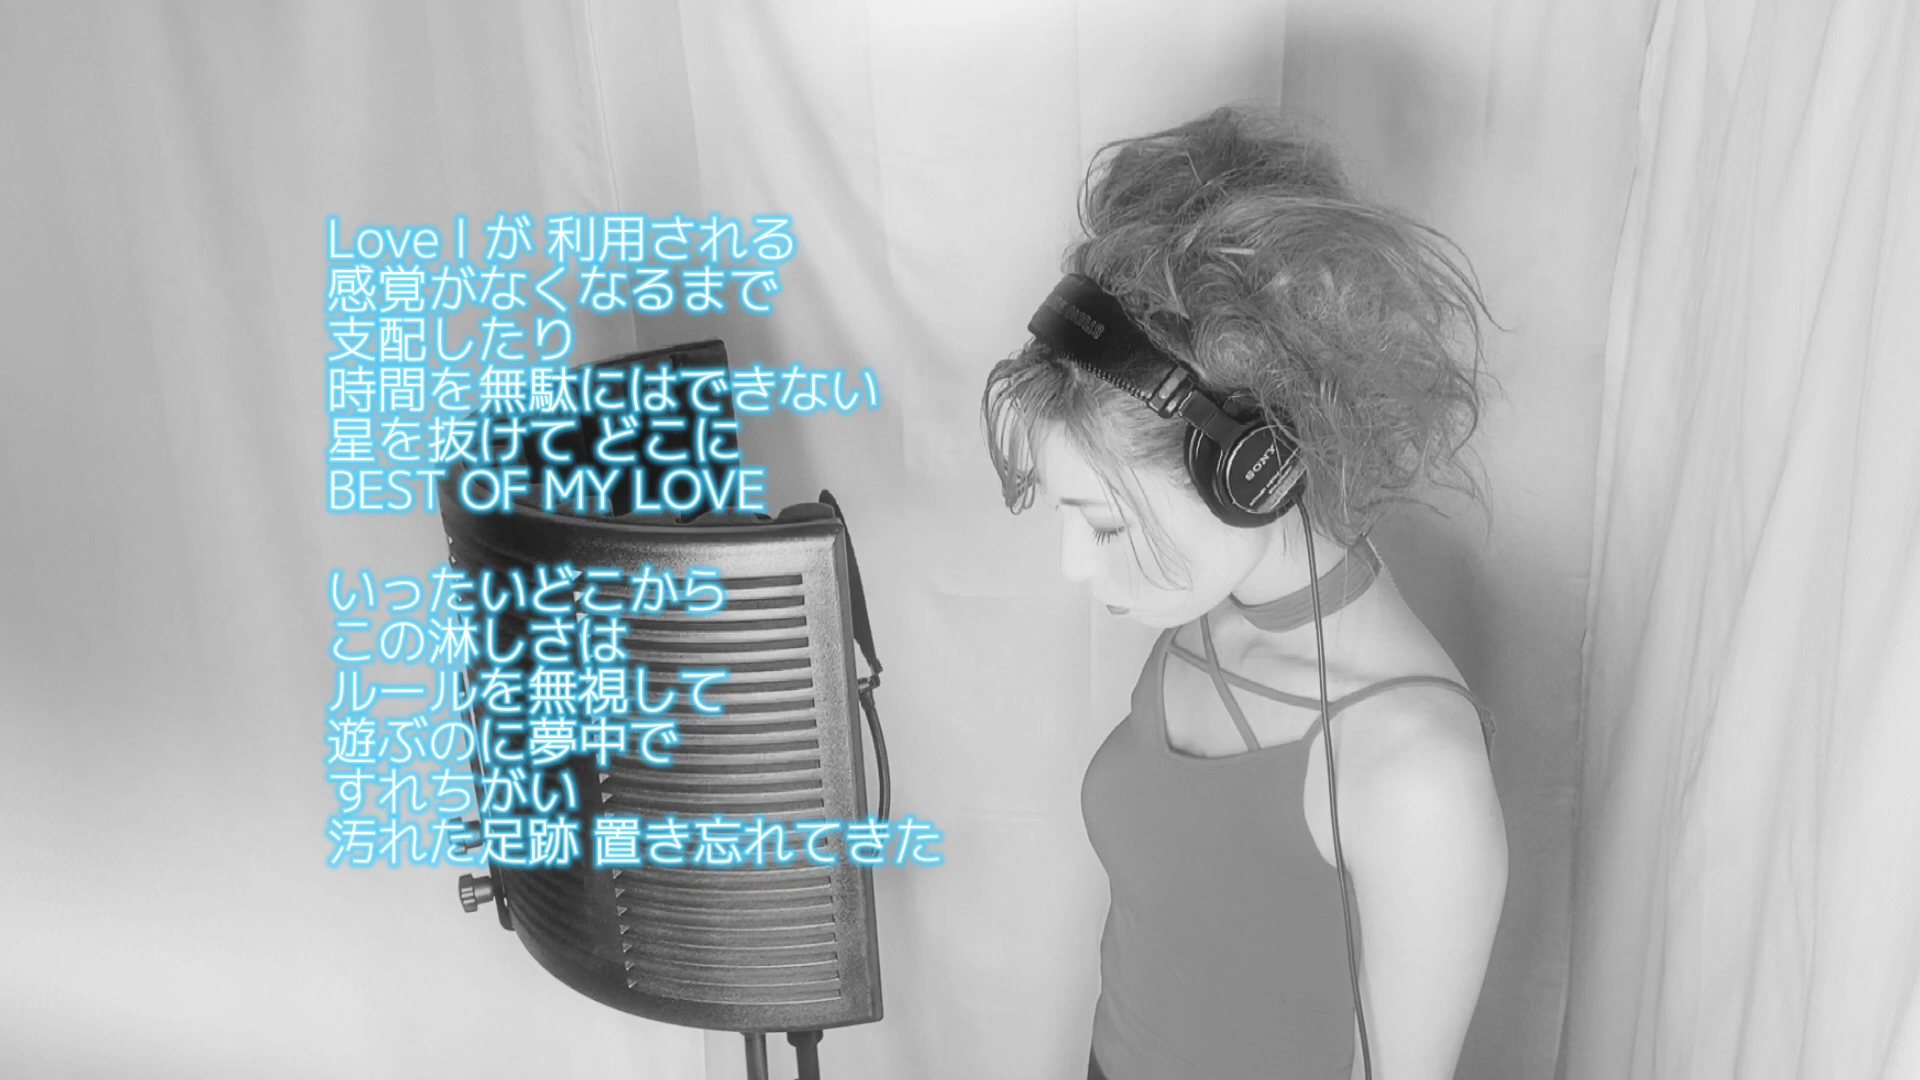 Love I が 利用される
感覚がなくなるまで
支配したり
時間を無駄にはできない
星を抜けて どこに
BEST OF MY LOVE
いったいどこから
この淋しさは
ルールを無視して
遊ぶのに夢中で
すれちがい
汚れた足跡 置き忘れてきた
SONY